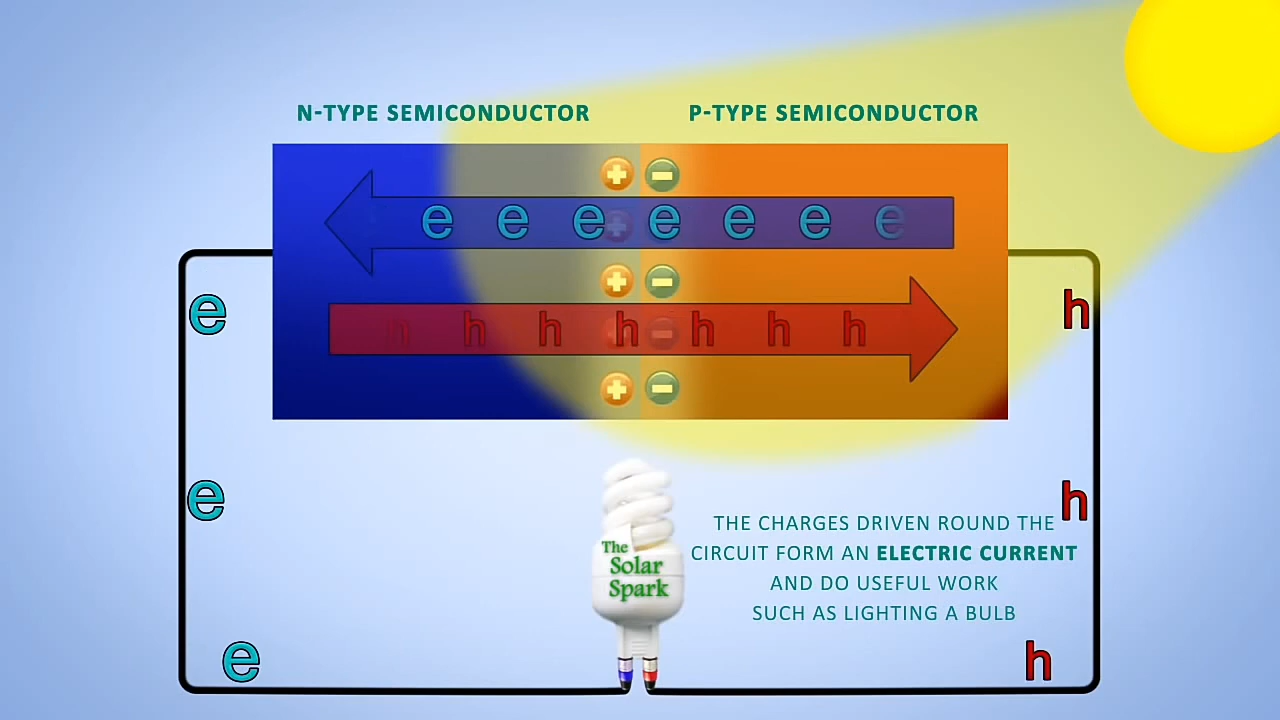 N-TYPE SEMICONDUCTOR
P-TYPE SEMICONDUCTOR
e e e e e e e
h h h h h h h
e
h
e
h
THE CHARGES DRIVEN ROUND THE
CIRCUIT FORM AN ELECTRIC CURRENT
AND DO USEFUL WORK
SUCH AS LIGHTING A BULB
The
Solar
Spark
e
h